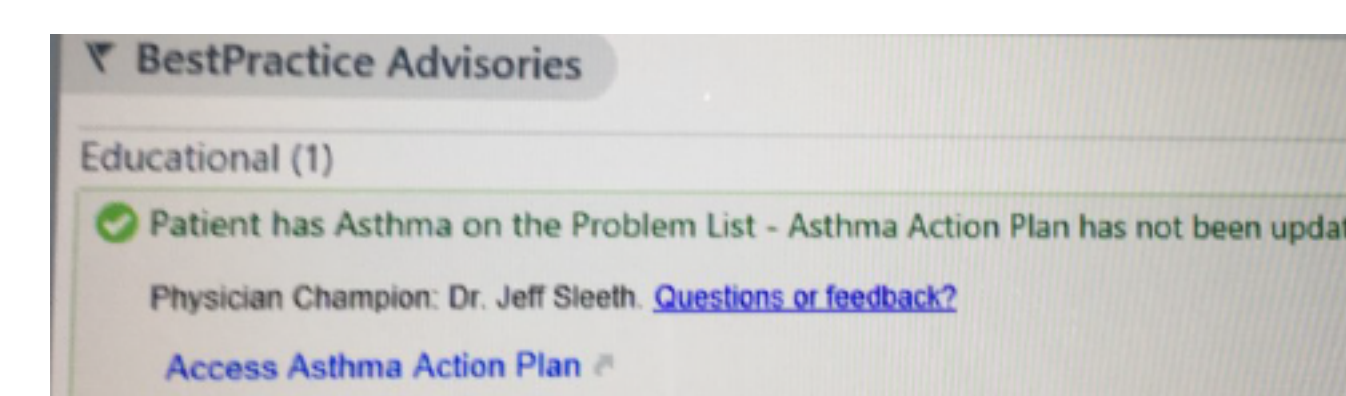 BestPractice Advisories
Educational (1)
Patient has Asthma on the Problem List - Asthma Action Plan has not been updat
Physician Champion: Dr. Jeff Sleeth. Questions or feedback?
Access Asthma Action Plan